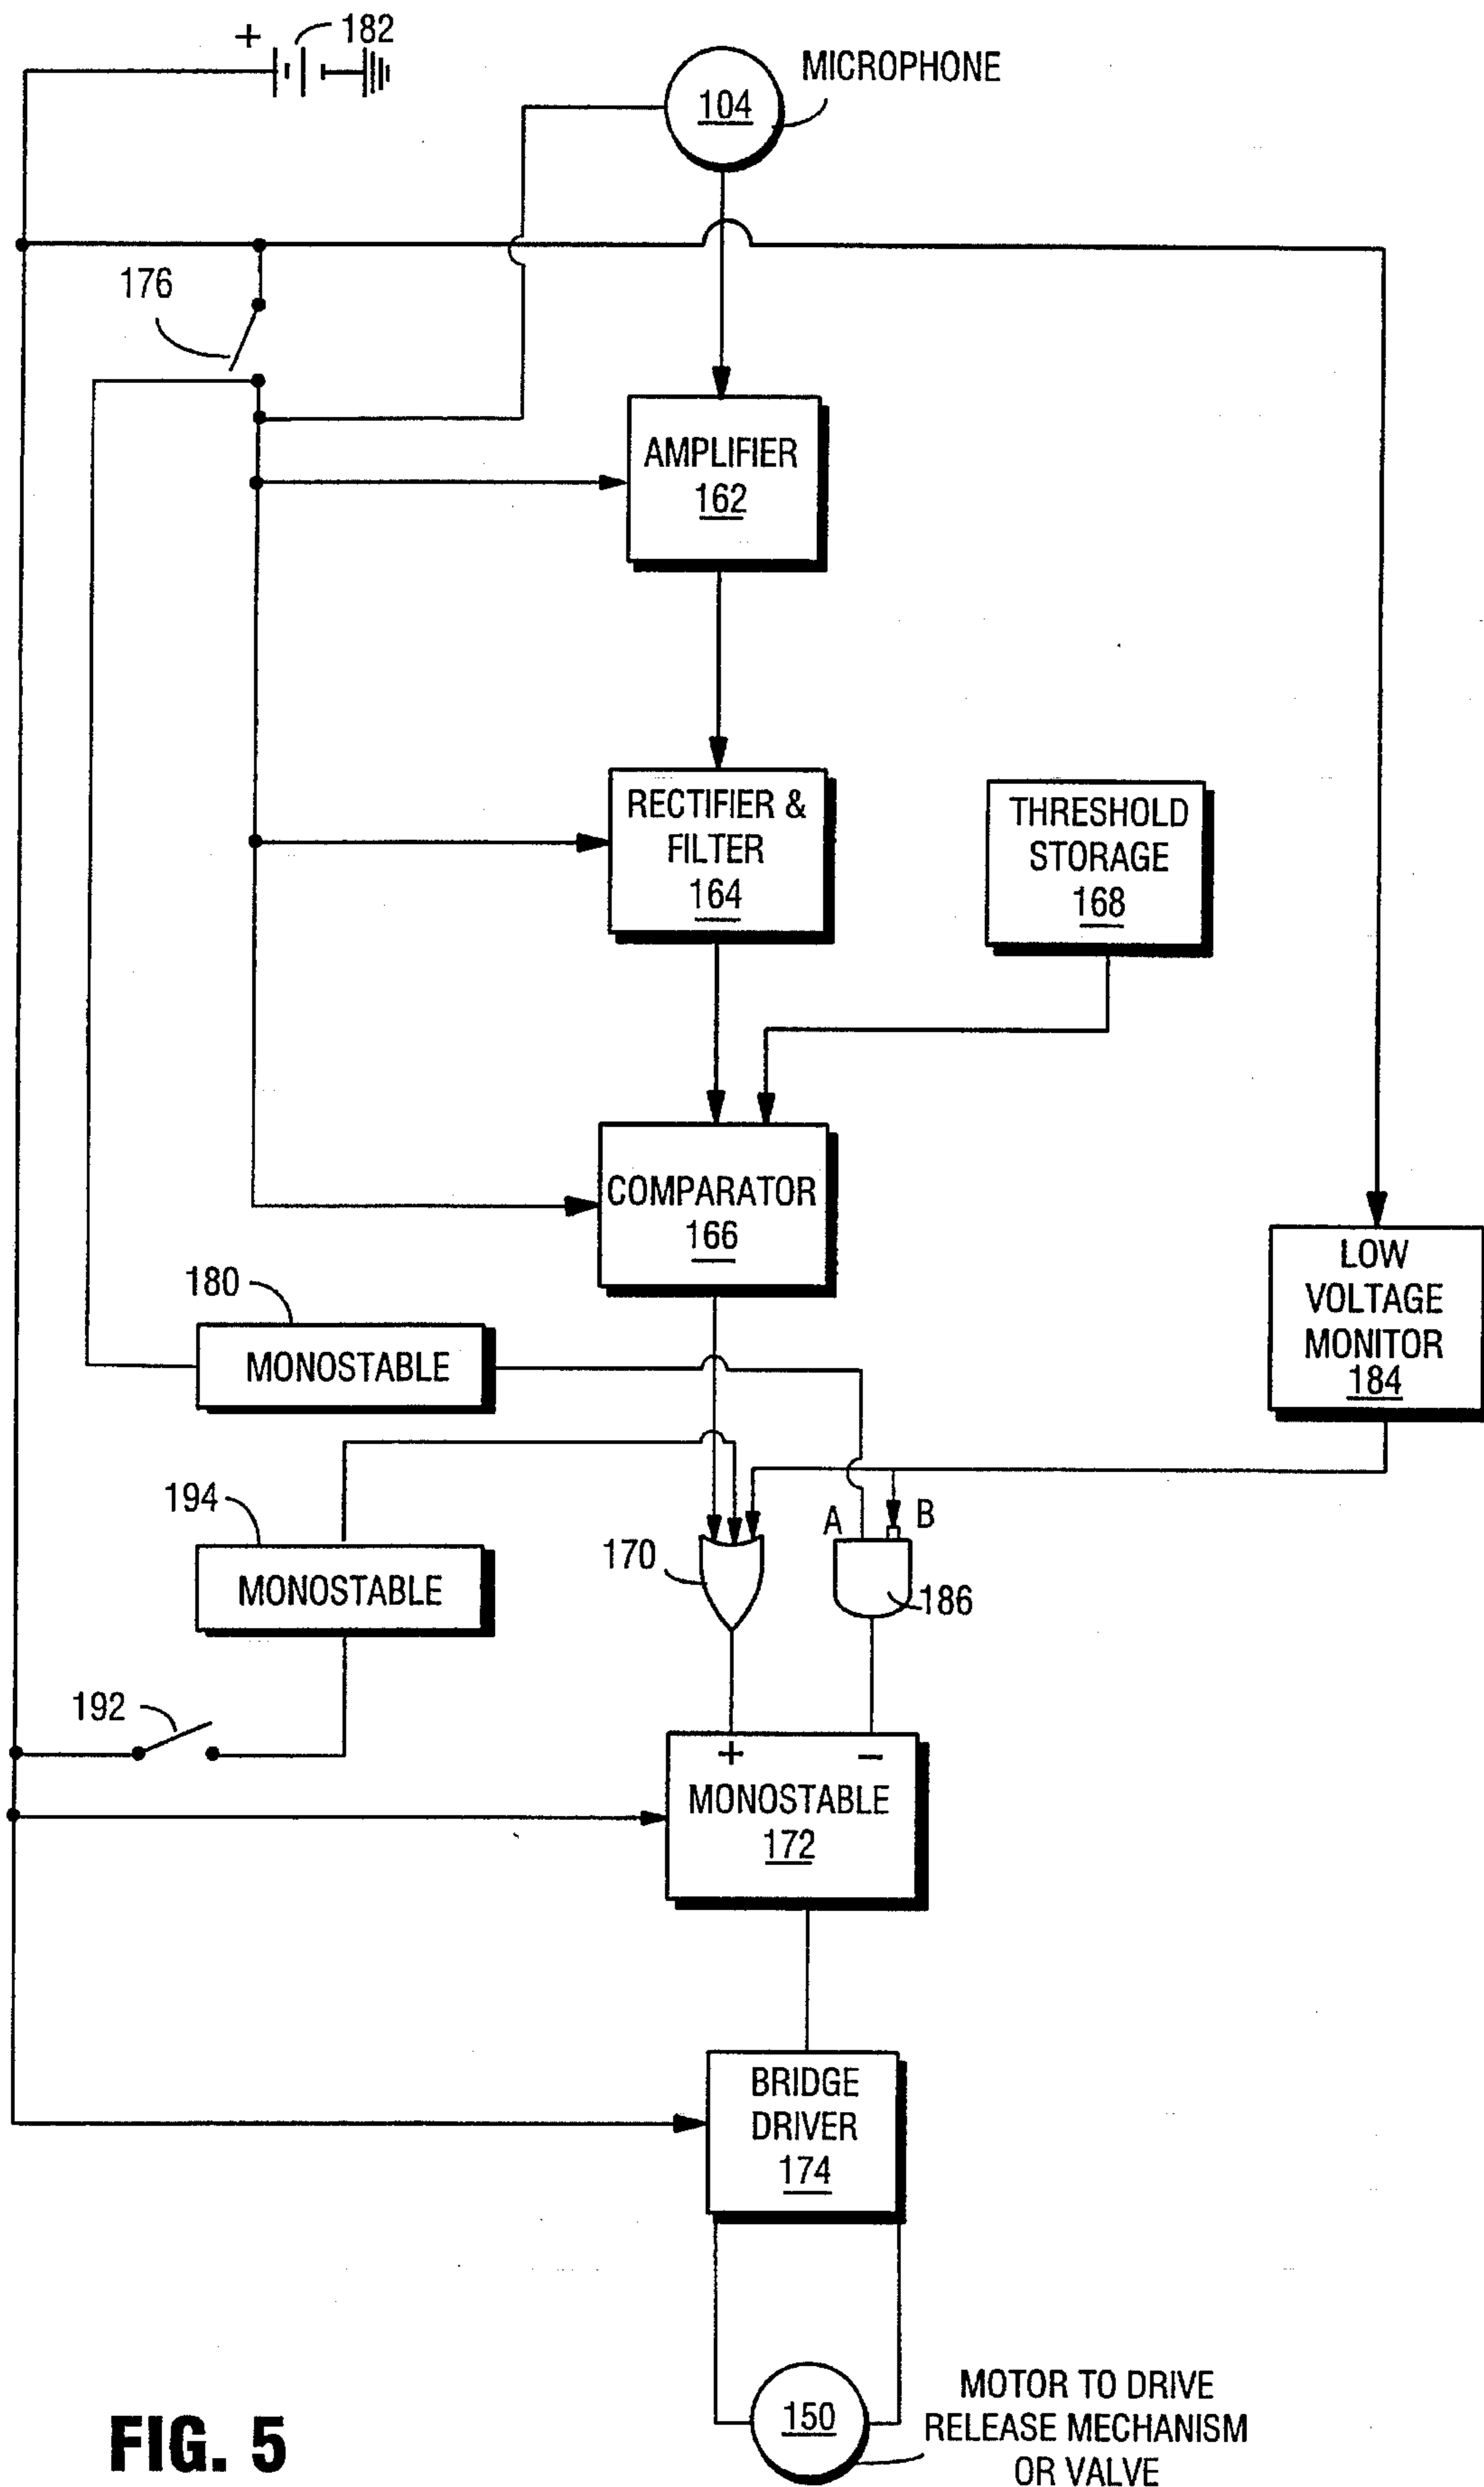 + 182
MICROPHONE
104
176
AMPLIFIER
162
RECTIFIER &
FILTER
164
THRESHOLD
STORAGE
168
COMPARATOR
166
LOW
VOLTAGE
MONITOR
184
180
MONOSTABLE
194
MONOSTABLE
170
A B
186
192
+ −
MONOSTABLE
172
BRIDGE
DRIVER
174
150
MOTOR TO DRIVE
RELEASE MECHANISM
OR VALVE
FIG. 5